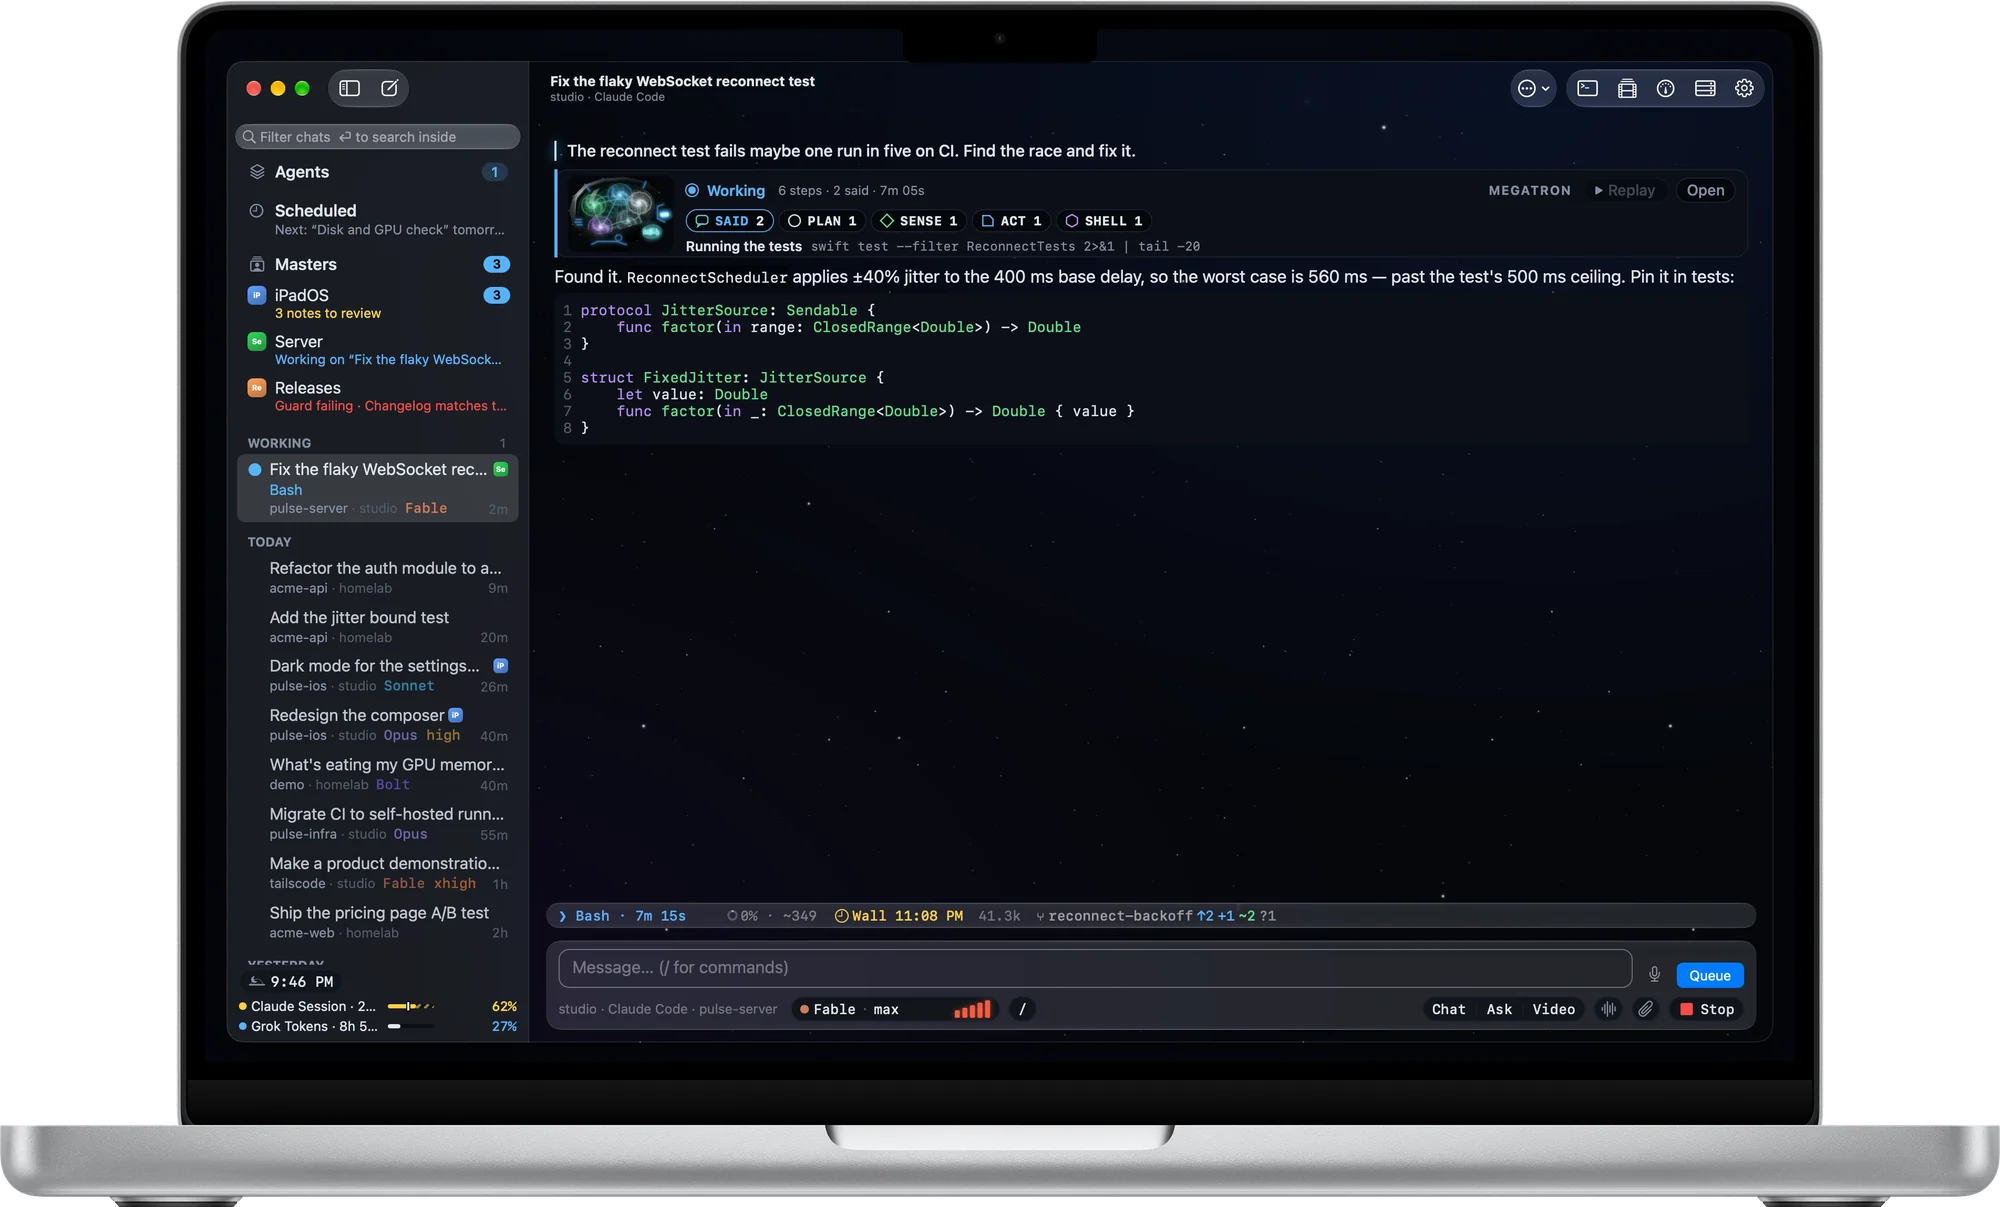 Fix the flaky WebSocket reconnect test
studio · Claude Code
Filter chats ⏎ to search inside
Agents 1
Scheduled
Next: “Disk and GPU check” tomorr...
Masters 3
iP iPadOS 3
3 notes to review
Se Server
Working on “Fix the flaky WebSock...
Re Releases
Guard failing · Changelog matches t...
WORKING 1
Fix the flaky WebSocket rec... Se
Bash
pulse-server · studio Fable 2m
TODAY
Refactor the auth module to a...
acme-api · homelab 9m
Add the jitter bound test
acme-api · homelab 20m
Dark mode for the settings... iP
pulse-ios · studio Sonnet 26m
Redesign the composer iP
pulse-ios · studio Opus high 40m
What's eating my GPU memor...
demo · homelab Bolt 40m
Migrate CI to self-hosted runn...
pulse-infra · studio Opus 55m
Make a product demonstratio...
tailscode · studio Fable xhigh 1h
Ship the pricing page A/B test
acme-web · homelab 2h
YESTERDAY
9:46 PM
Claude Session · 2... 62%
Grok Tokens · 8h 5... 27%
The reconnect test fails maybe one run in five on CI. Find the race and fix it.
Working 6 steps · 2 said · 7m 05s MEGATRON Replay Open
SAID 2 PLAN 1 SENSE 1 ACT 1 SHELL 1
Running the tests swift test --filter ReconnectTests 2>&1 | tail -20
Found it. ReconnectScheduler applies ±40% jitter to the 400 ms base delay, so the worst case is 560 ms — past the test's 500 ms ceiling. Pin it in tests:
1 protocol JitterSource: Sendable {
2     func factor(in range: ClosedRange<Double>) -> Double
3 }
4
5 struct FixedJitter: JitterSource {
6     let value: Double
7     func factor(in _: ClosedRange<Double>) -> Double { value }
8 }
❯ Bash · 7m 15s 0% · ~349 Wall 11:08 PM 41.3k reconnect-backoff ↑2 +1 ~2 ?1
Message... (/ for commands)
Queue
studio · Claude Code · pulse-server Fable · max / Chat Ask Video Stop